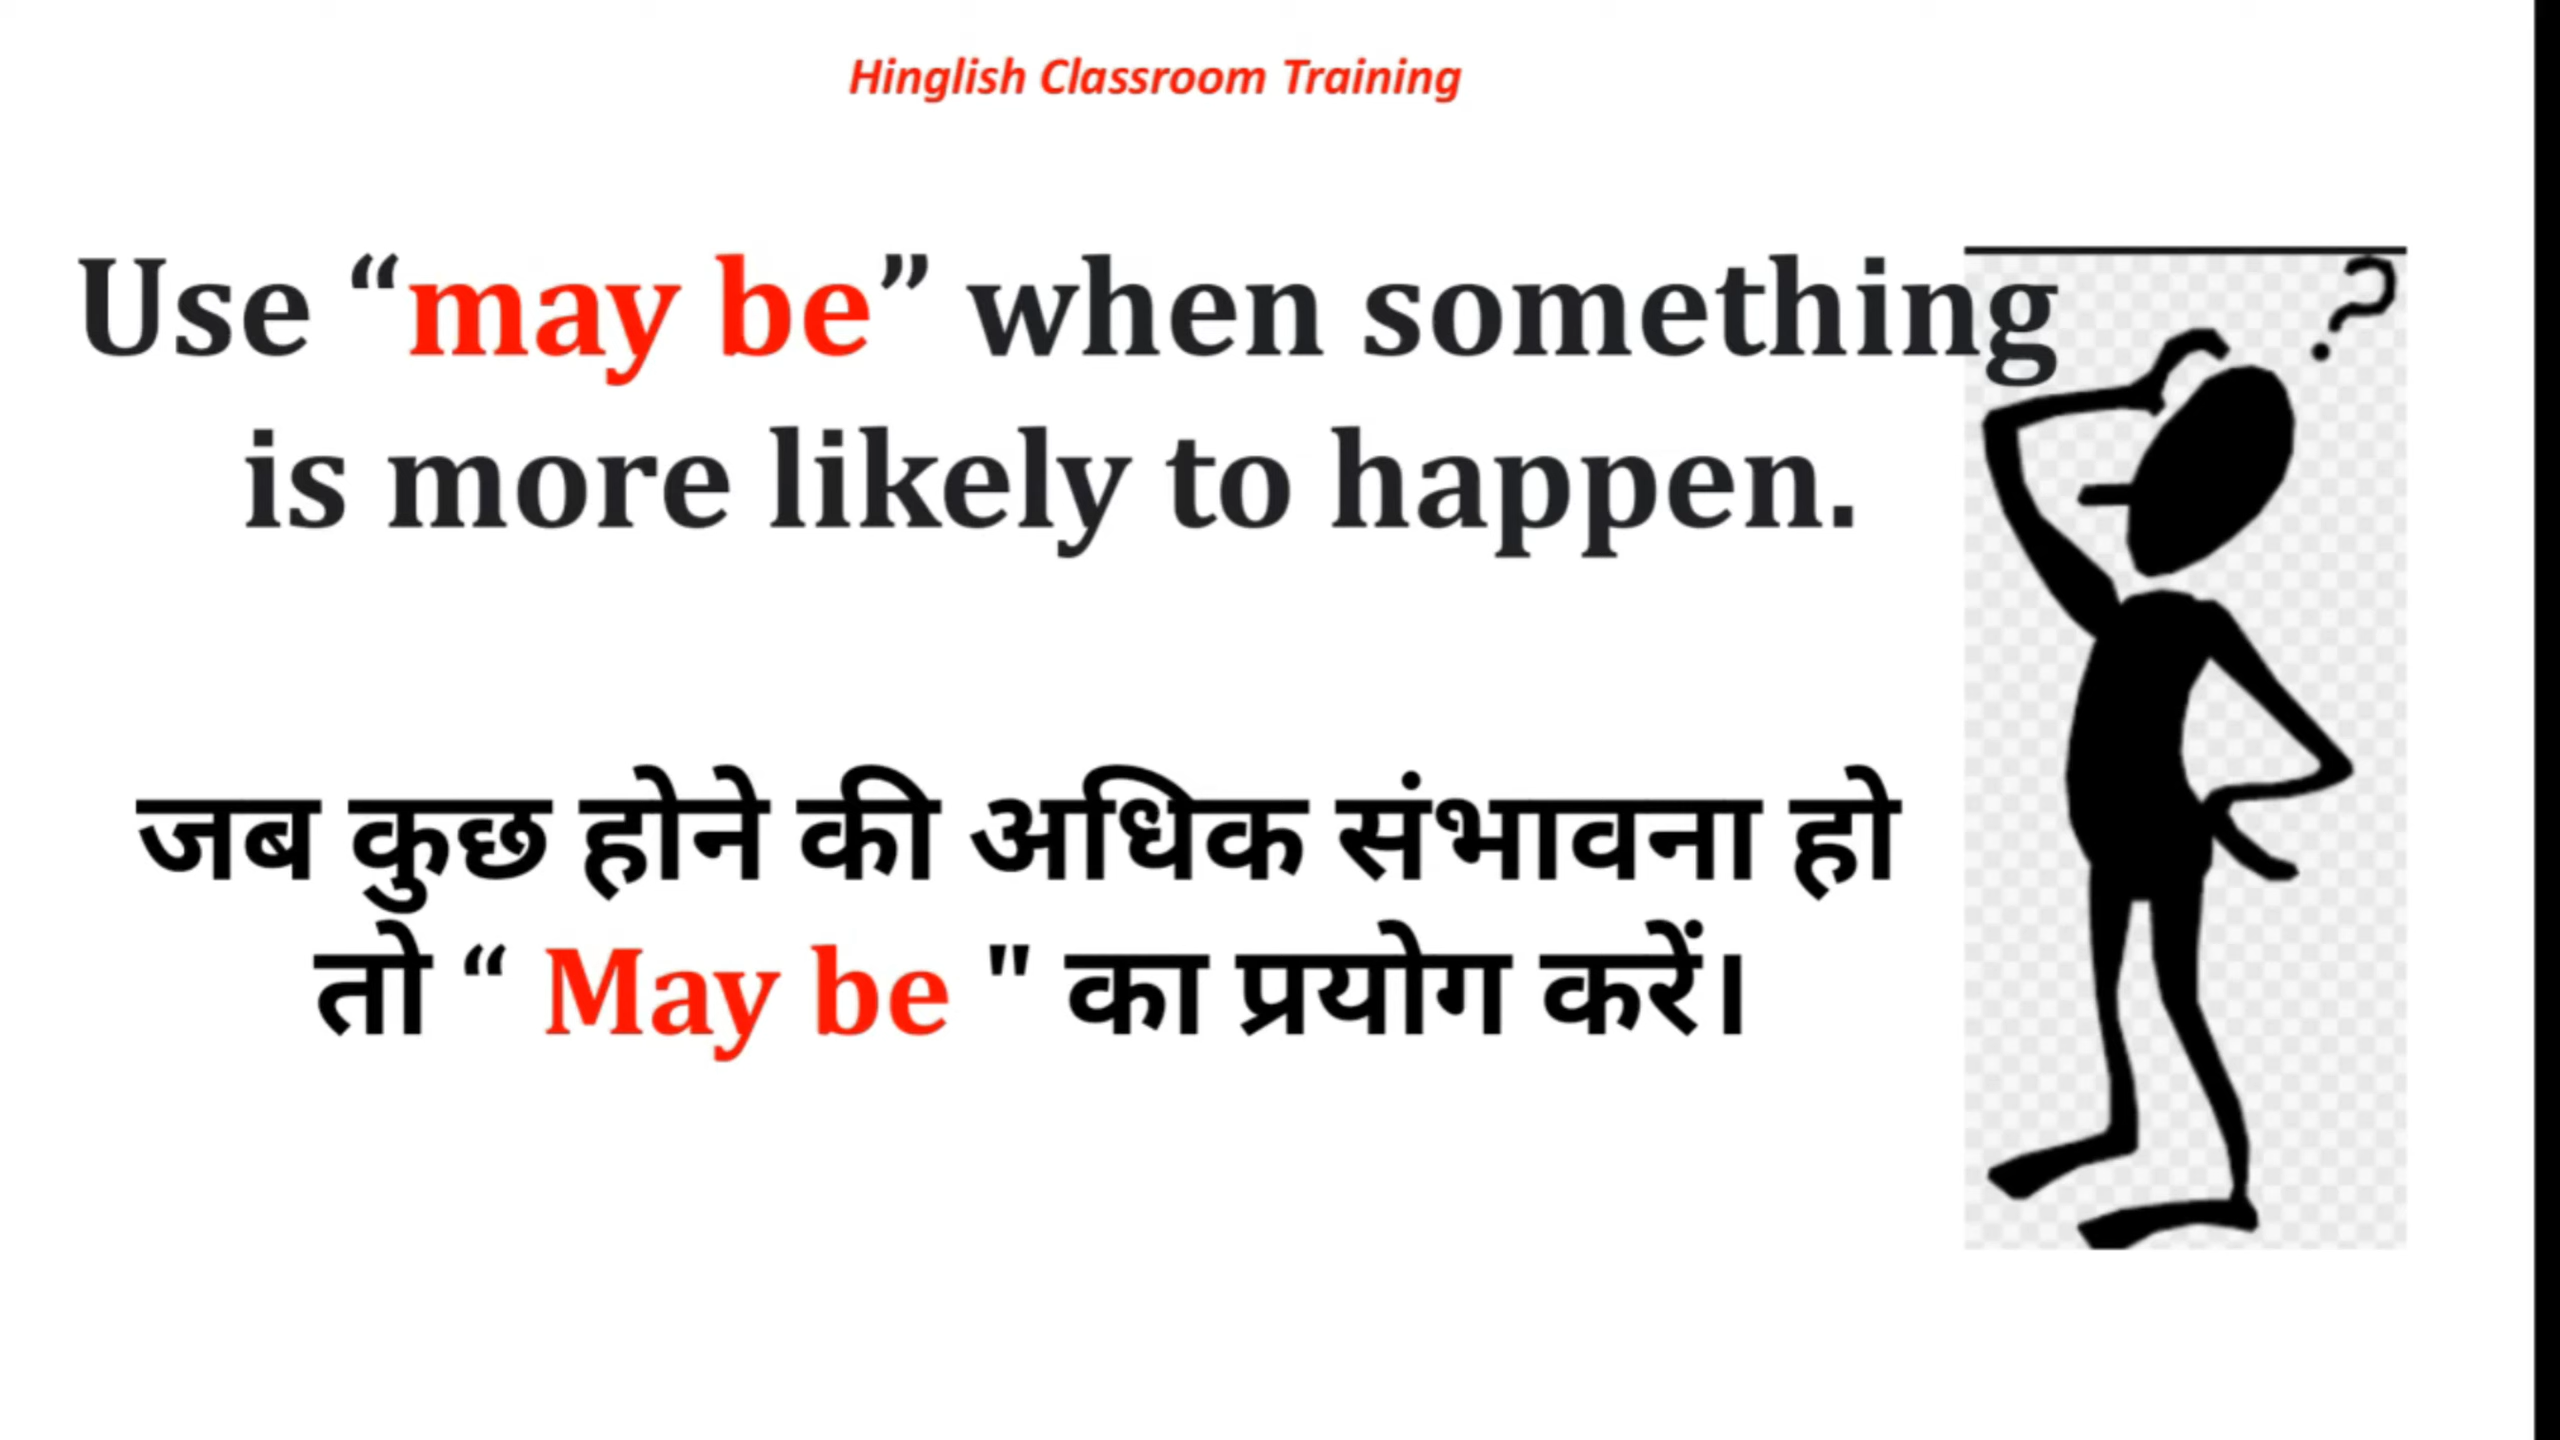 Hinglish Classroom Training
Use “may be” when something
is more likely to happen.
जब कुछ होने की अधिक संभावना हो
तो “ May be " का प्रयोग करें।
?